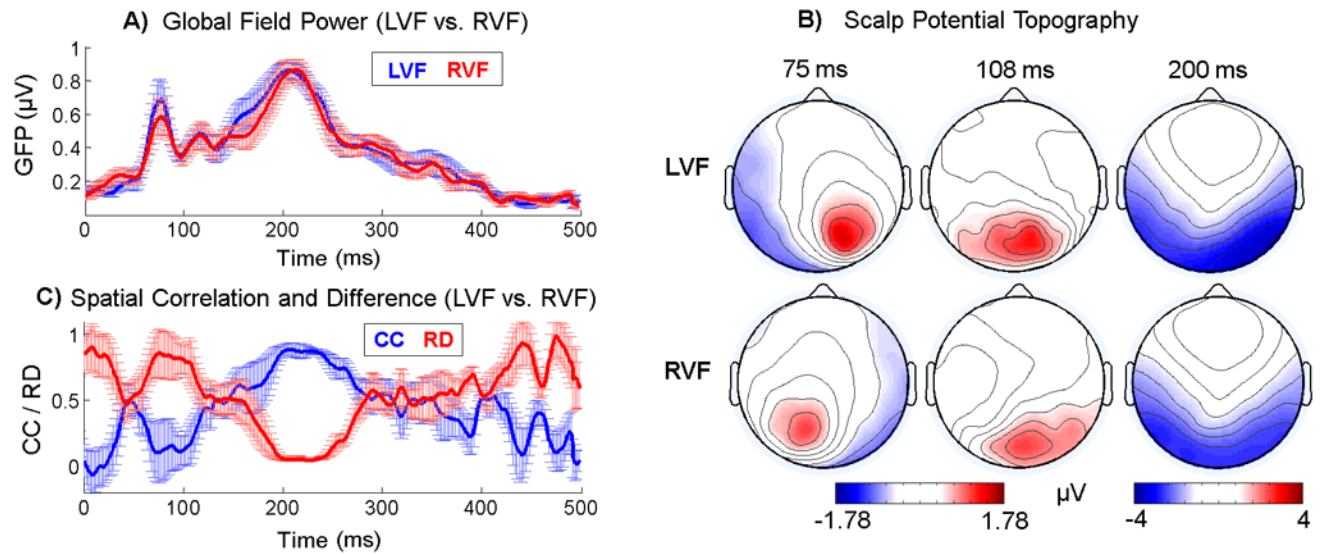 A) Global Field Power (LVF vs. RVF)
GFP (µV)
1
0.8
0.6
0.4
0.2
LVF RVF
0 100 200 300 400 500
Time (ms)
C) Spatial Correlation and Difference (LVF vs. RVF)
CC / RD
1
0.5
0
CC RD
0 100 200 300 400 500
Time (ms)
B) Scalp Potential Topography
75 ms 108 ms 200 ms
LVF
RVF
µV
-1.78 1.78
-4 4